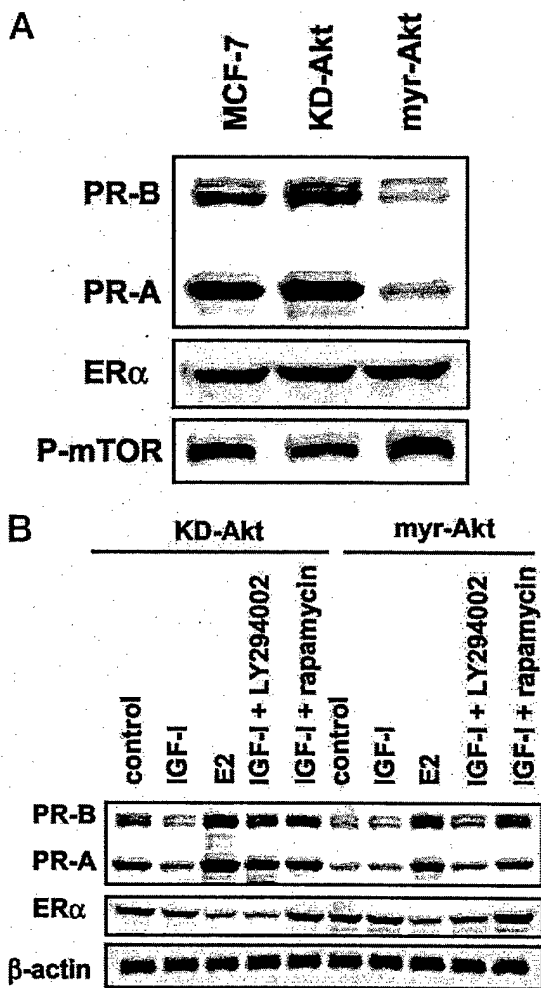 A
MCF-7
KD-Akt
myr-Akt
PR-B
PR-A
ERα
P-mTOR
B
KD-Akt
myr-Akt
control
IGF-I
E2
IGF-I + LY294002
IGF-I + rapamycin
control
IGF-I
E2
IGF-I + LY294002
IGF-I + rapamycin
PR-B
PR-A
ERα
β-actin